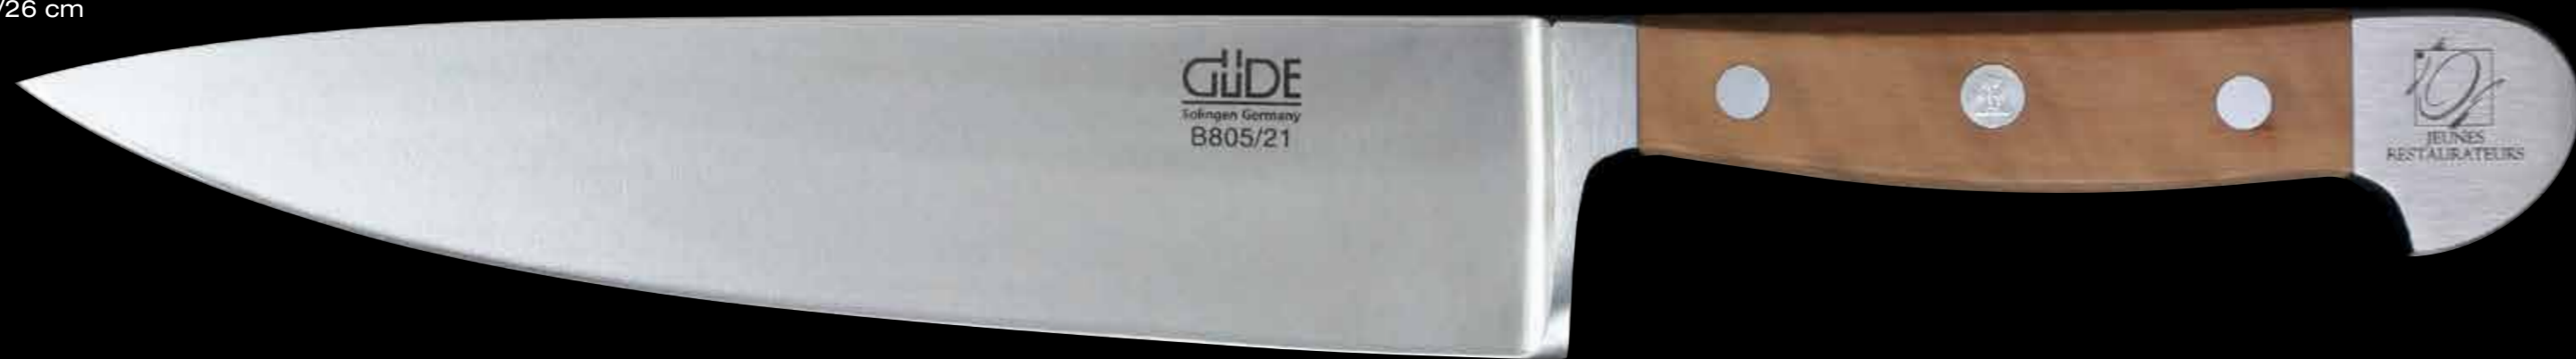 /26 cm
GÜDE
Solingen Germany
B805/21
JEUNES
RESTAURATEURS